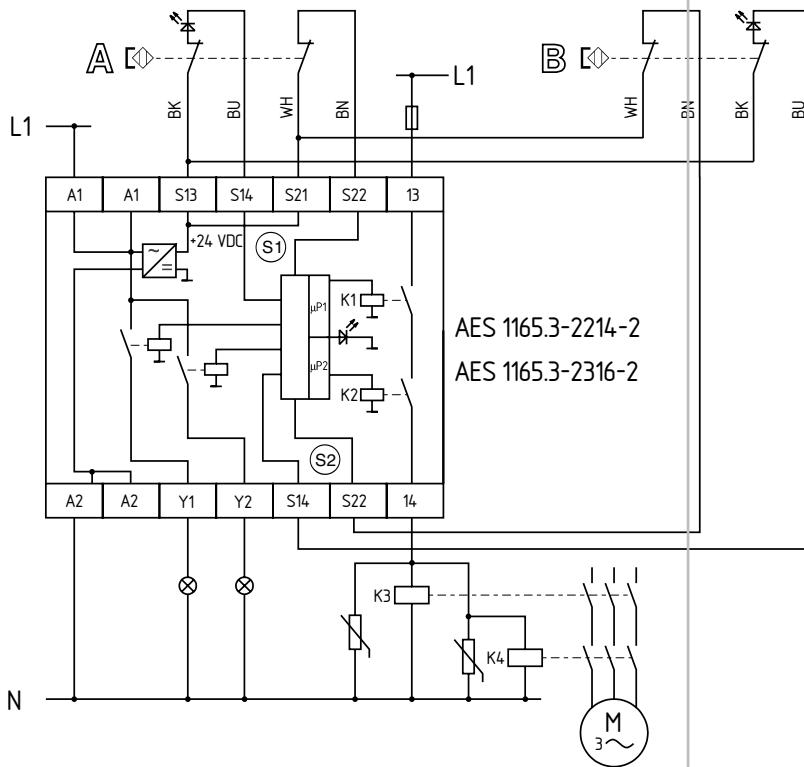 A
B
L1
BK
BU
WH
BN
WH
BN
BK
BU
L1
A1 A1 S13 S14 S21 S22 13
+24 VDC
S1
~
=
K1
µP1
AES 1165.3-2214-2
AES 1165.3-2316-2
µP2
K2
S2
A2 A2 Y1 Y2 S14 S22 14
K3
K4
N
M
3~